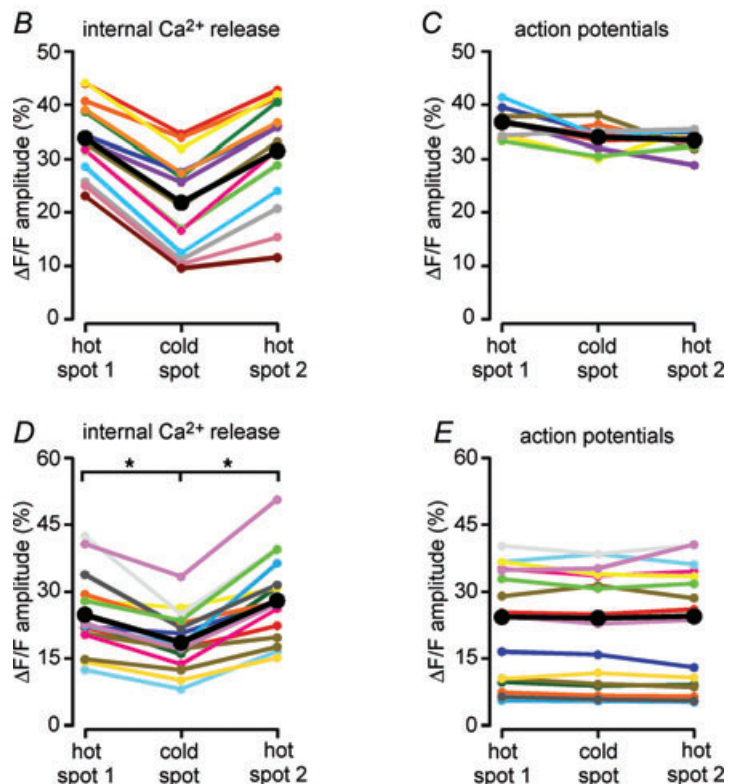 B internal Ca²⁺ release
ΔF/F amplitude (%)
50
40
30
20
10
0
hot spot 1
cold spot
hot spot 2
C action potentials
ΔF/F amplitude (%)
50
40
30
20
10
0
hot spot 1
cold spot
hot spot 2
D internal Ca²⁺ release
* *
ΔF/F amplitude (%)
60
45
30
15
0
hot spot 1
cold spot
hot spot 2
E action potentials
ΔF/F amplitude (%)
60
45
30
15
0
hot spot 1
cold spot
hot spot 2